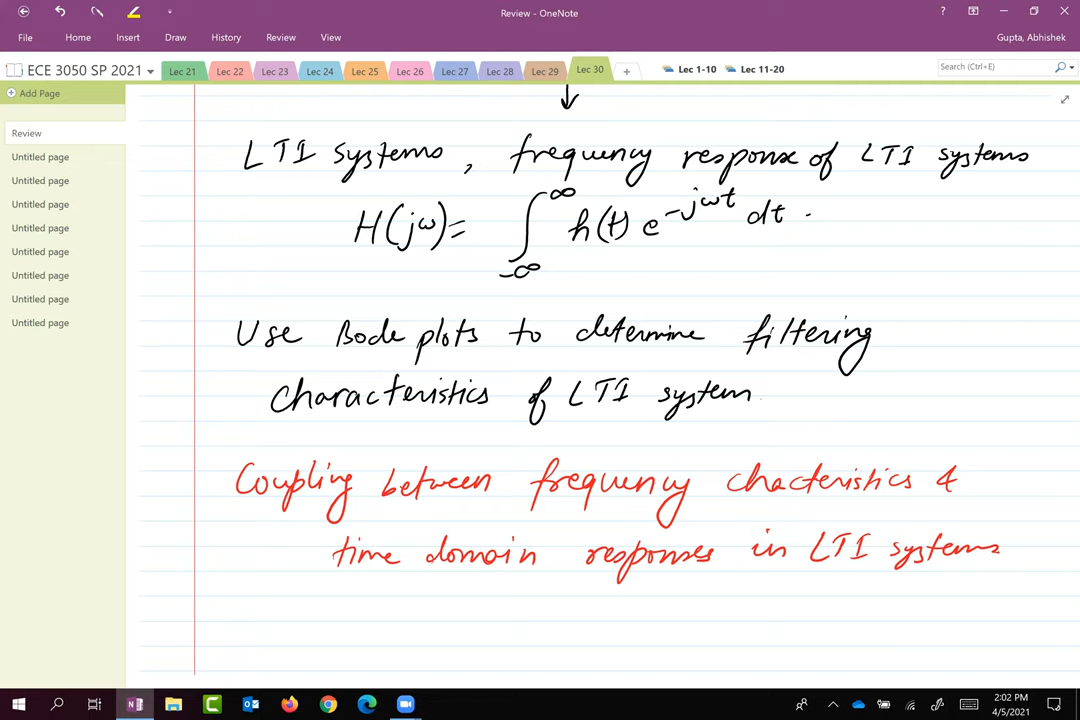 Review - OneNote
File Home Insert Draw History Review View
Gupta, Abhishek
ECE 3050 SP 2021
Lec 21 Lec 22 Lec 23 Lec 24 Lec 25 Lec 26 Lec 27 Lec 28 Lec 29 Lec 30
Lec 1-10 Lec 11-20
Search (Ctrl+E)
Add Page
Review
Untitled page
Untitled page
Untitled page
Untitled page
Untitled page
Untitled page
Untitled page
Untitled page
LTI systems, frequency response of LTI systems
H(jω) = ∫_{-∞}^{∞} h(t) e^{-jωt} dt.
Use Bode plots to determine filtering
characteristics of LTI system
Coupling between frequency chacteristics &
time domain responses in LTI systems
2:02 PM
4/5/2021